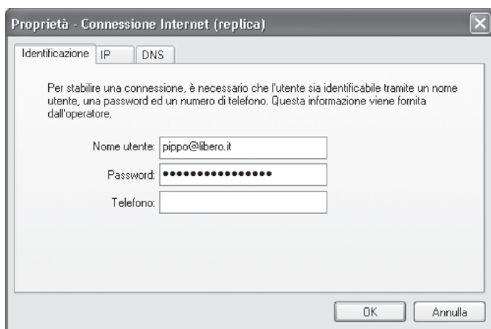 Proprietà - Connessione Internet (replica)
Identificazione IP DNS
Per stabilire una connessione, è necessario che l'utente sia identificabile tramite un nome
utente, una password ed un numero di telefono. Questa informazione viene fornita
dall'operatore.
Nome utente: pippo@libero.it
Password: ••••••••••••••••
Telefono:
OK Annulla